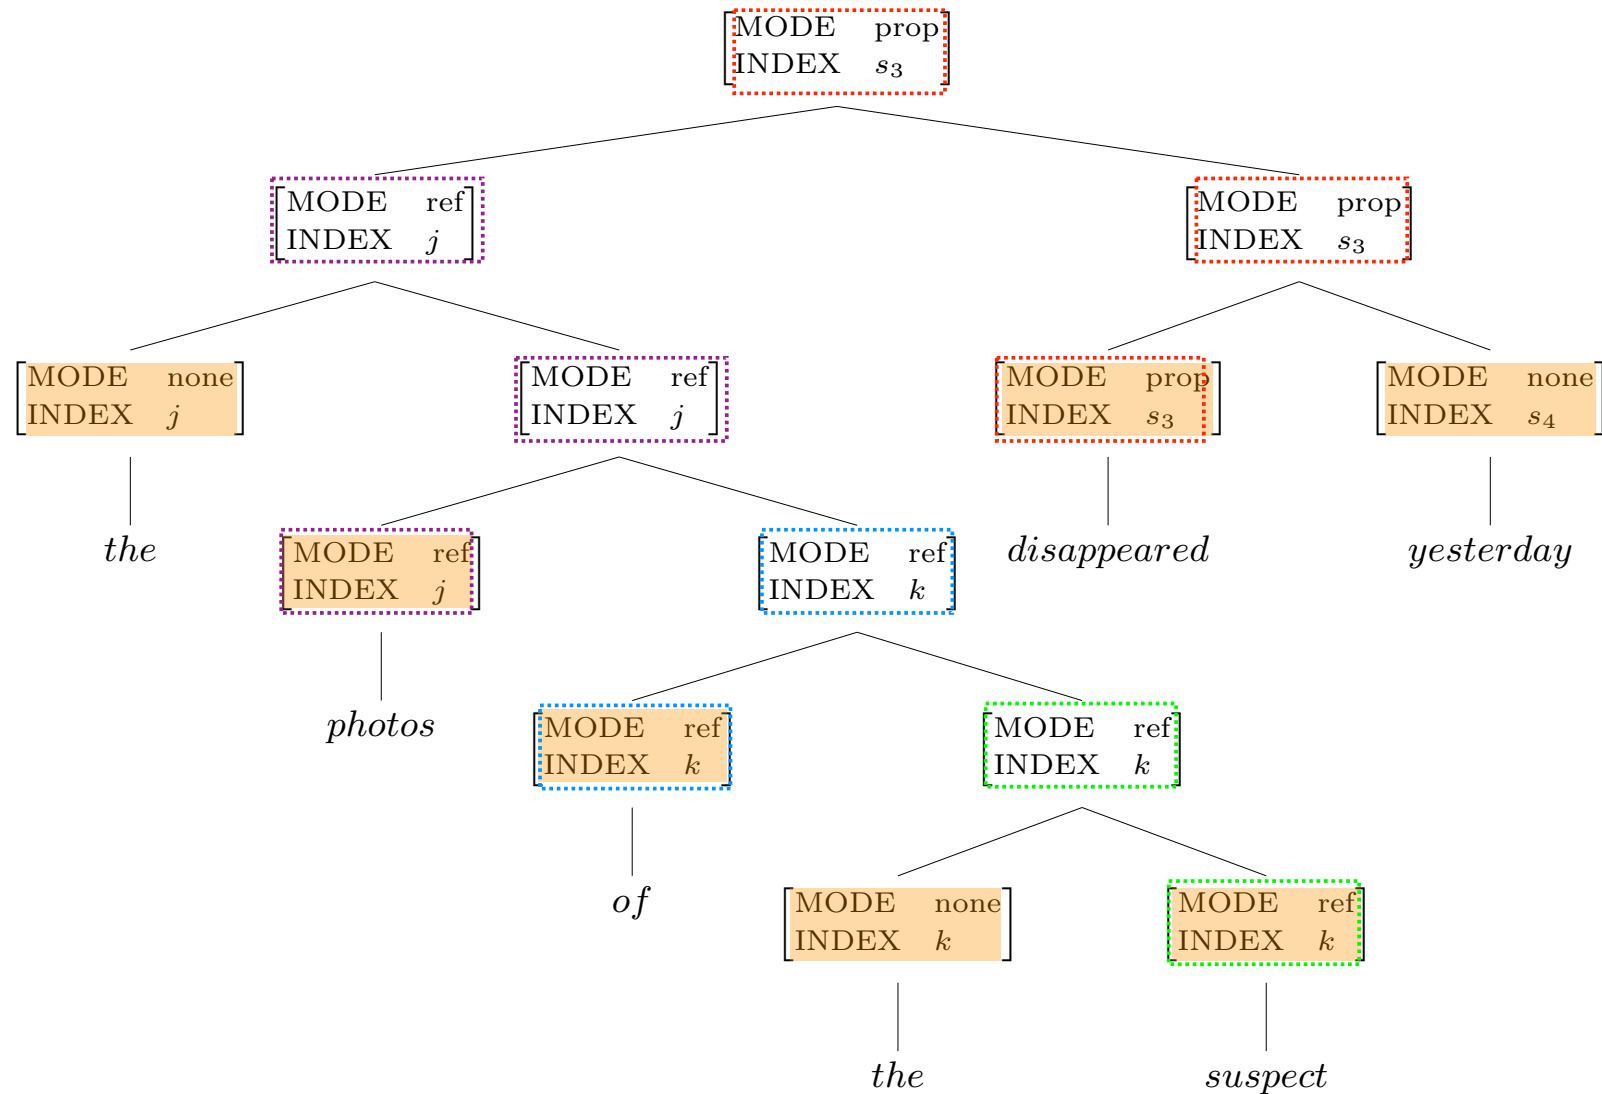 MODE prop
INDEX s₃
MODE ref
INDEX j
MODE prop
INDEX s₃
MODE none
INDEX j
MODE ref
INDEX j
MODE prop
INDEX s₃
MODE none
INDEX s₄
the
MODE ref
INDEX j
MODE ref
INDEX k
disappeared
yesterday
photos
MODE ref
INDEX k
MODE ref
INDEX k
of
MODE none
INDEX k
MODE ref
INDEX k
the
suspect